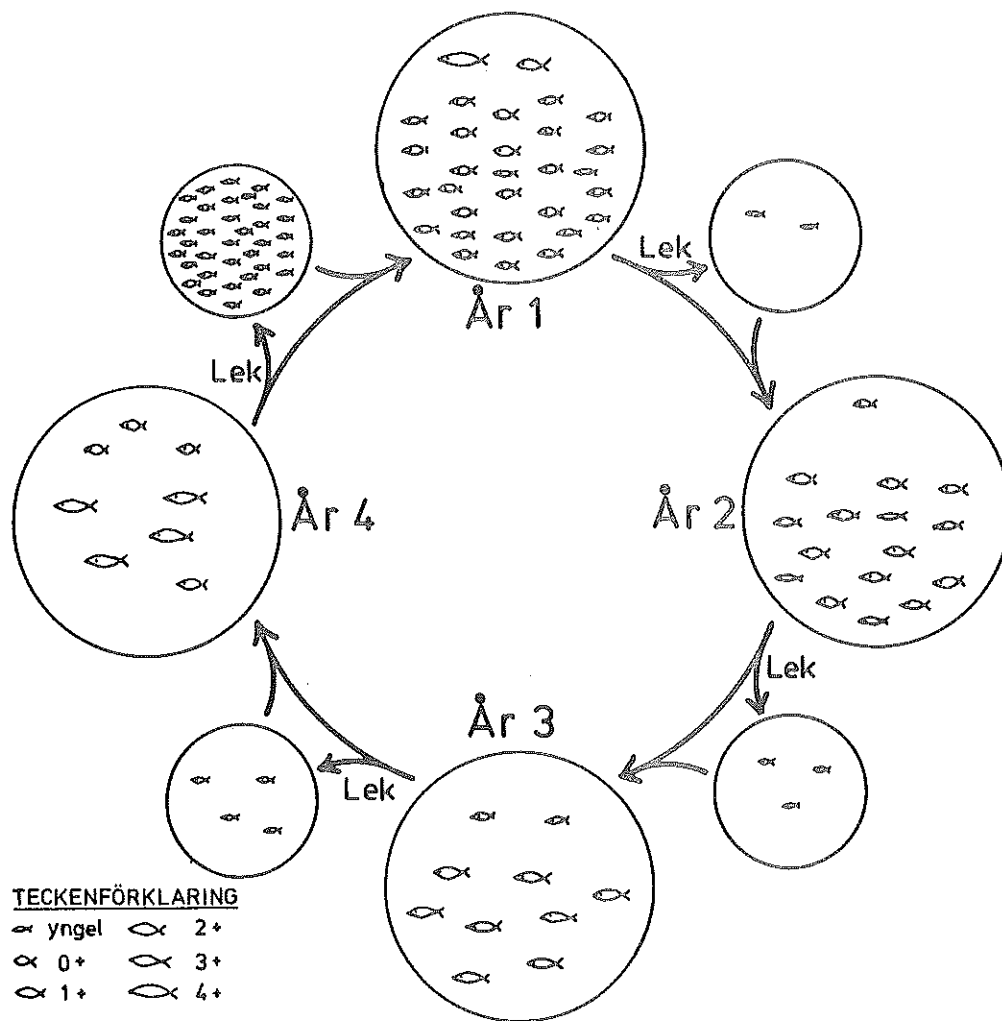 År 1
Lek
År 2
Lek
År 3
Lek
År 4
Lek
TECKENFÖRKLARING
yngel 2+
0+ 3+
1+ 4+